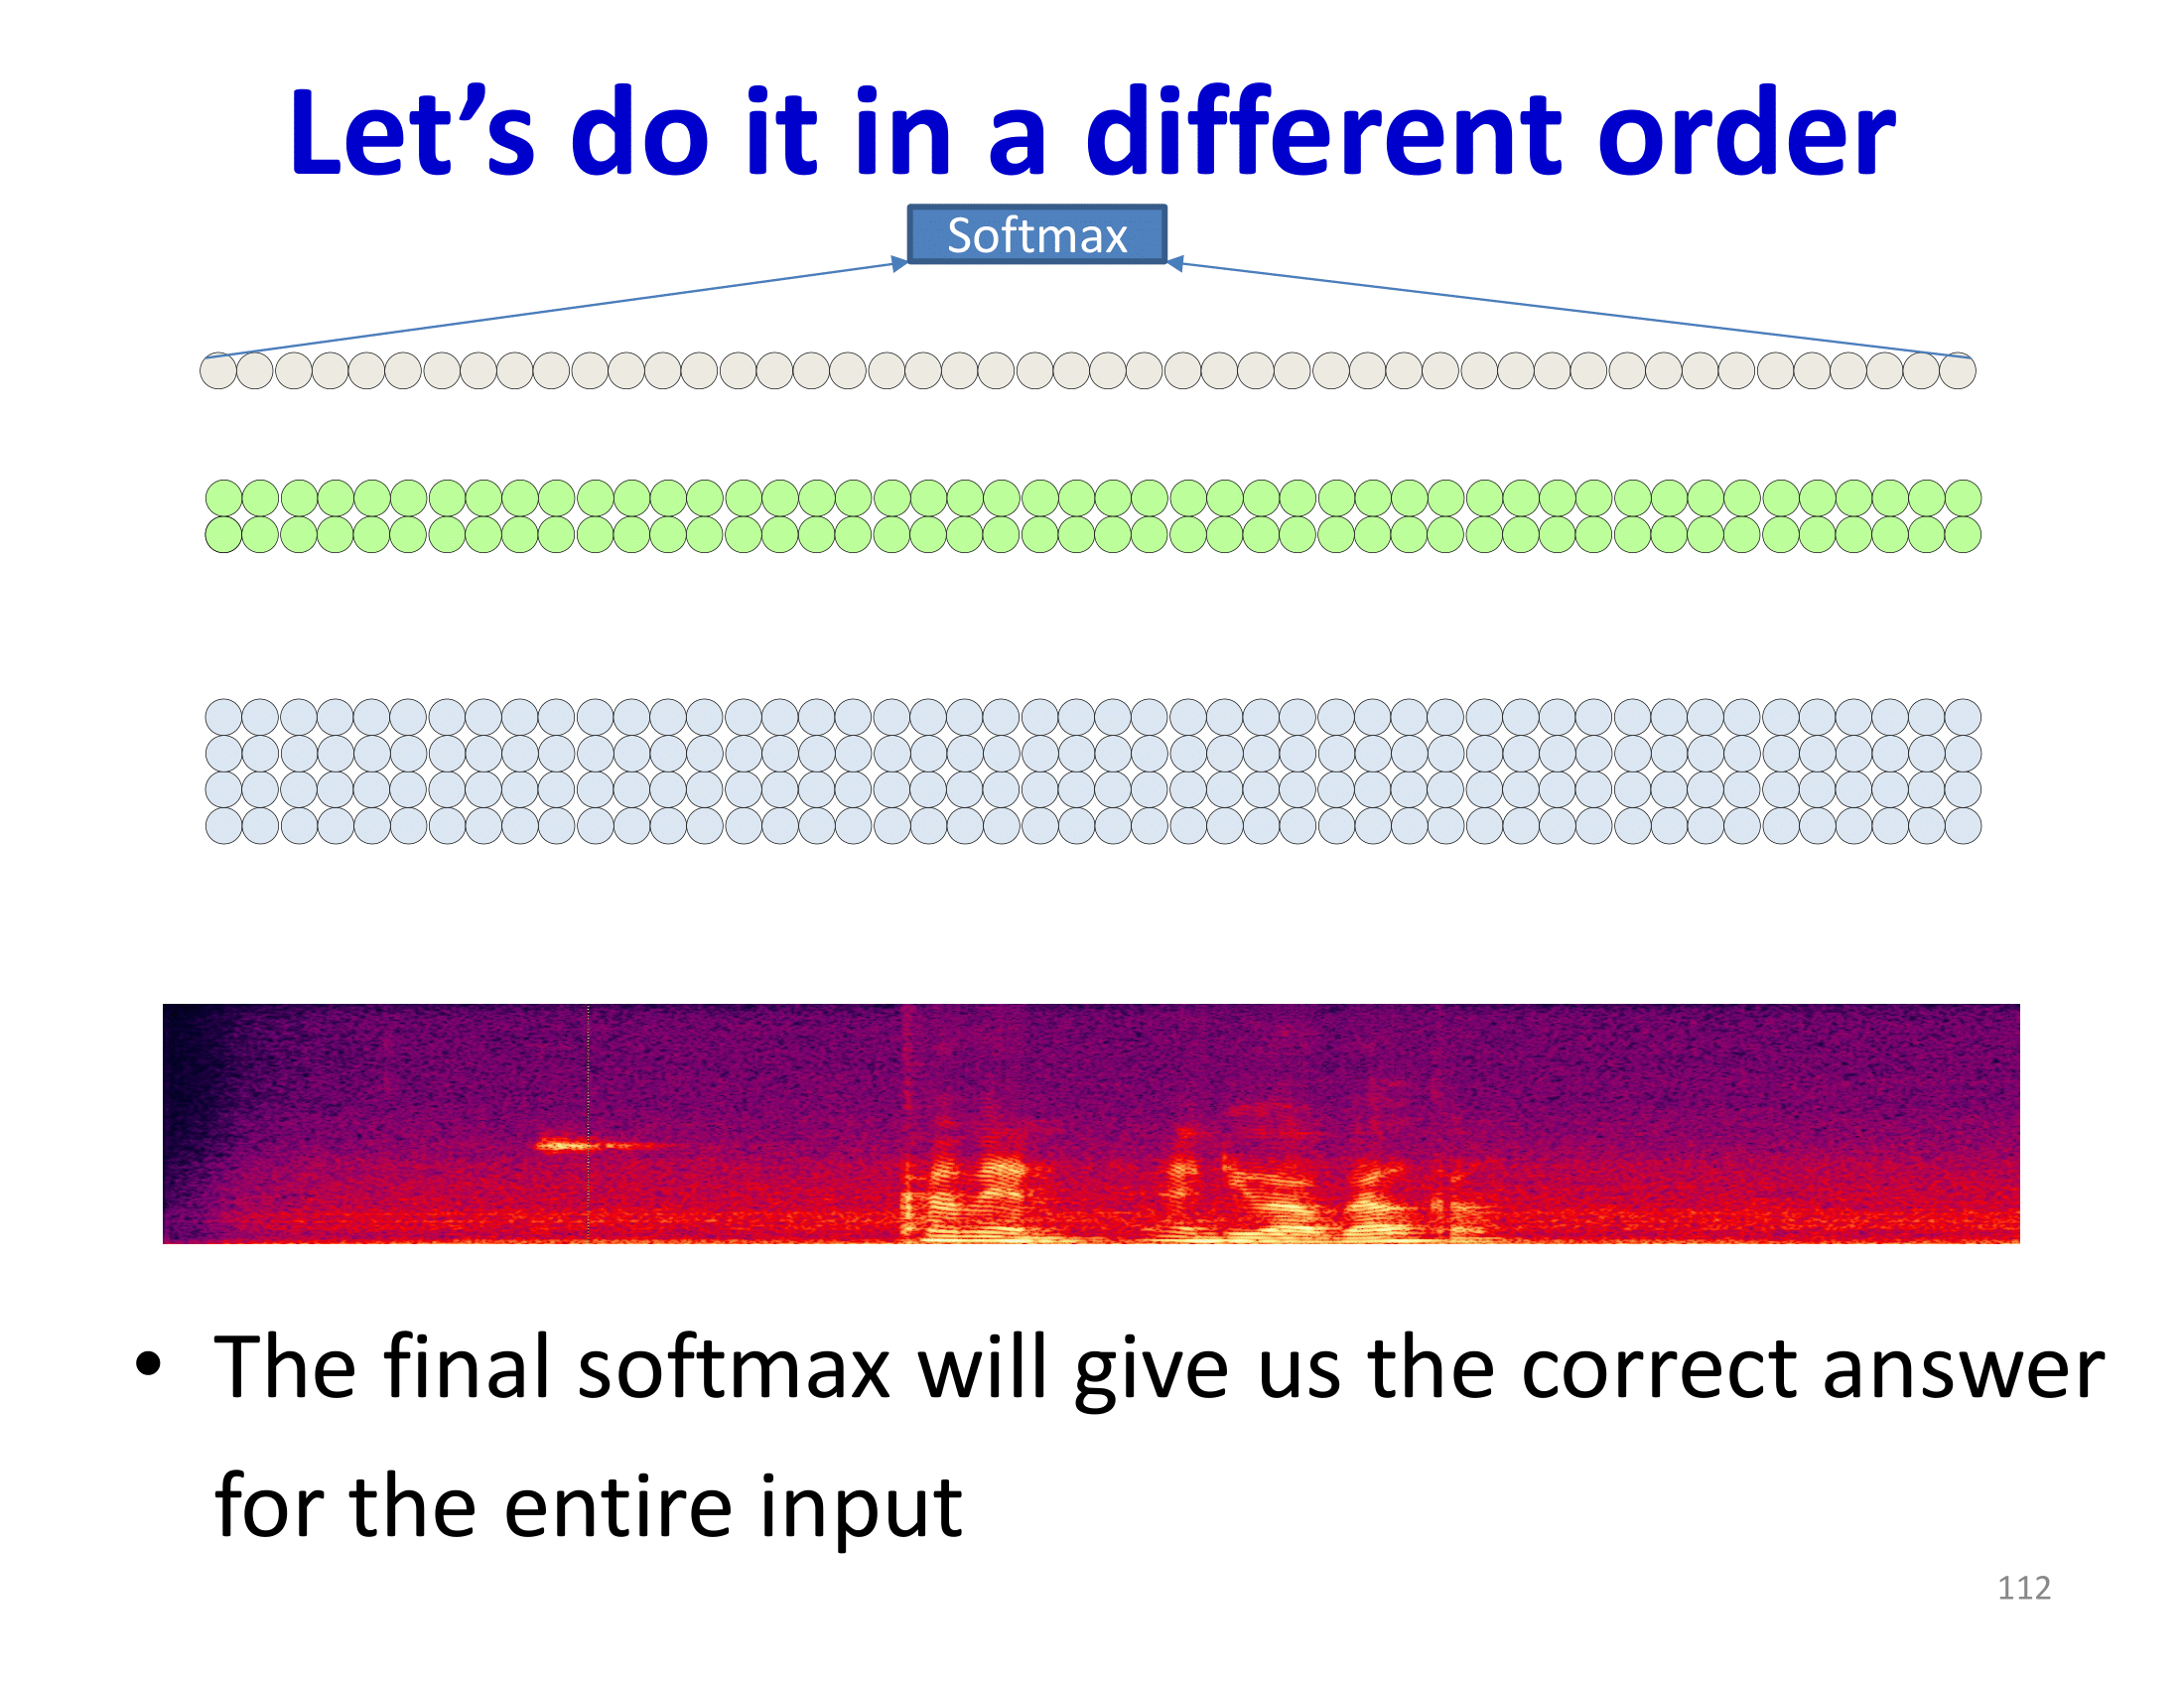 Let’s do it in a different order
Softmax
• The final softmax will give us the correct answer
for the entire input
112